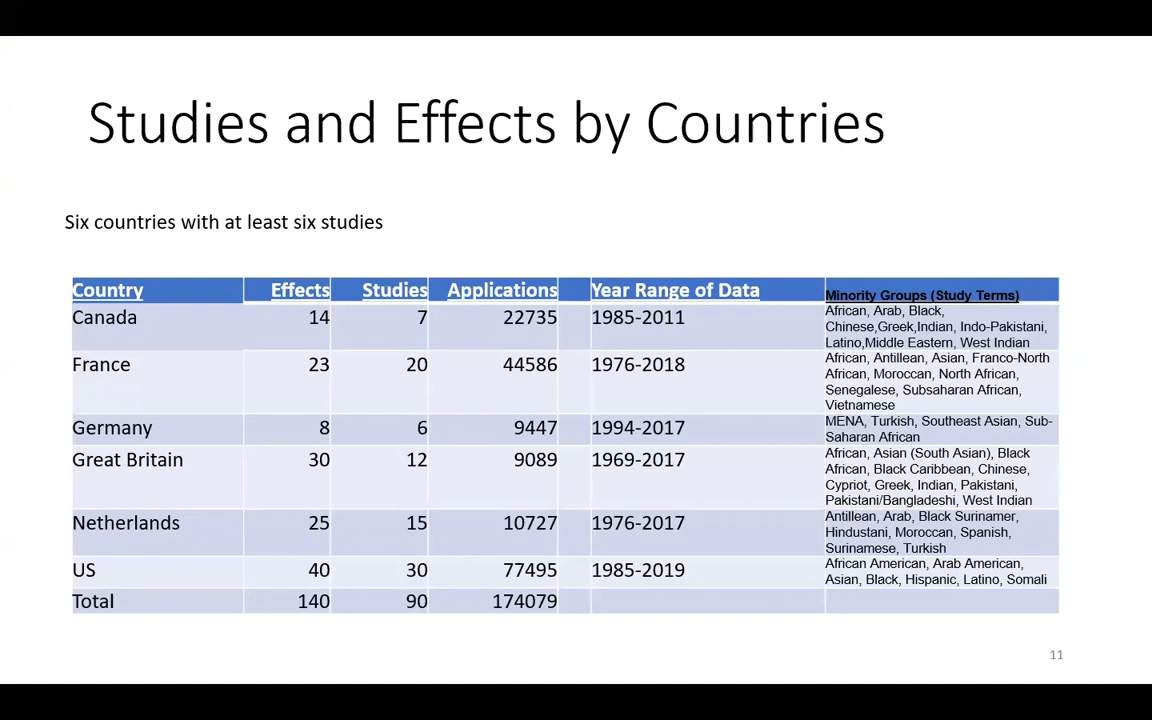 Studies and Effects by Countries
Six countries with at least six studies
Country Effects Studies Applications Year Range of Data Minority Groups (Study Terms)
Canada 14 7 22735 1985-2011 African, Arab, Black,
Chinese,Greek,Indian, Indo-Pakistani,
Latino,Middle Eastern, West Indian
France 23 20 44586 1976-2018 African, Antillean, Asian, Franco-North
African, Moroccan, North African,
Senegalese, Subsaharan African,
Vietnamese
Germany 8 6 9447 1994-2017 MENA, Turkish, Southeast Asian, Sub-
Saharan African
Great Britain 30 12 9089 1969-2017 African, Asian (South Asian), Black
African, Black Caribbean, Chinese,
Cypriot, Greek, Indian, Pakistani,
Pakistani/Bangladeshi, West Indian
Netherlands 25 15 10727 1976-2017 Antillean, Arab, Black Surinamer,
Hindustani, Moroccan, Spanish,
Surinamese, Turkish
US 40 30 77495 1985-2019 African American, Arab American,
Asian, Black, Hispanic, Latino, Somali
Total 140 90 174079
11